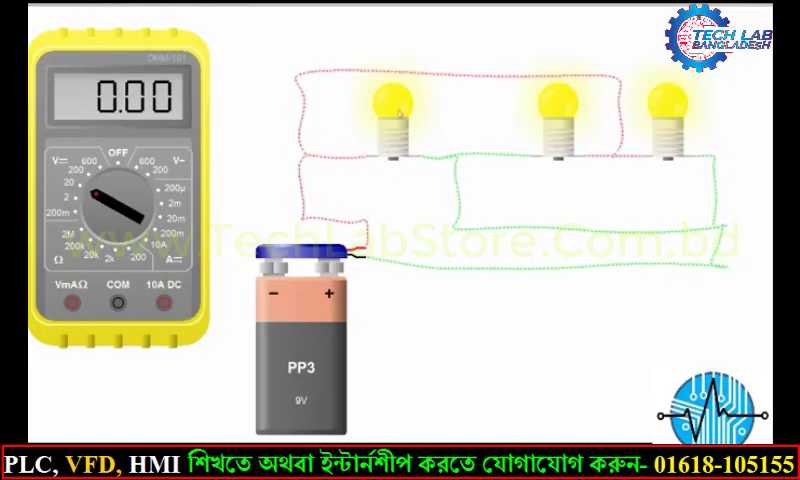 TECH LAB
BANGLADESH
DMM-101
0.00
OFF
V⎓ 600 600 V~
200 200
20 200µ
2 2m
200m 20m
2M 200m
200k 10A
20k 2k 200
Ω A⎓
VmAΩ COM 10A DC
www.TechLabStore.Com.bd
− +
PP3
9V
PLC, VFD, HMI শিখতে অথবা ইন্টার্নশীপ করতে যোগাযোগ করুন- 01618-105155